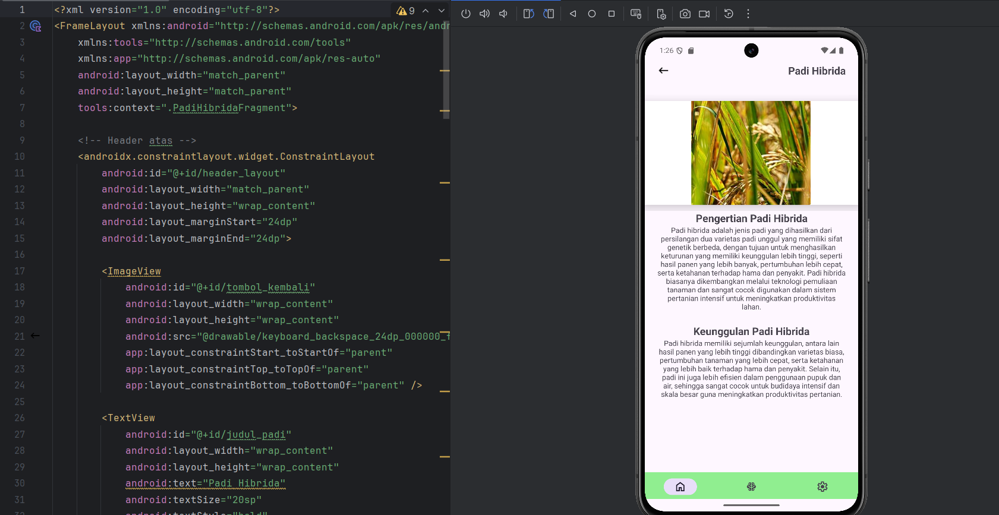 1 <?xml version="1.0" encoding="utf-8"?>
9
2 <FrameLayout xmlns:android="http://schemas.android.com/apk/res/andr
3 xmlns:tools="http://schemas.android.com/tools"
4 xmlns:app="http://schemas.android.com/apk/res-auto"
5 android:layout_width="match_parent"
6 android:layout_height="match_parent"
7 tools:context=".PadiHibridaFragment">
8
9 <!-- Header atas -->
10 <androidx.constraintlayout.widget.ConstraintLayout
11 android:id="@+id/header_layout"
12 android:layout_width="match_parent"
13 android:layout_height="wrap_content"
14 android:layout_marginStart="24dp"
15 android:layout_marginEnd="24dp">
16
17 <ImageView
18 android:id="@+id/tombol_kembali"
19 android:layout_width="wrap_content"
20 android:layout_height="wrap_content"
21 android:src="@drawable/keyboard_backspace_24dp_000000_f
22 app:layout_constraintStart_toStartOf="parent"
23 app:layout_constraintTop_toTopOf="parent"
24 app:layout_constraintBottom_toBottomOf="parent" />
25
26 <TextView
27 android:id="@+id/judul_padi"
28 android:layout_width="wrap_content"
29 android:layout_height="wrap_content"
30 android:text="Padi Hibrida"
31 android:textSize="20sp"
32 android:textStyle="bold"
1:26
Padi Hibrida
Pengertian Padi Hibrida
Padi hibrida adalah jenis padi yang dihasilkan dari
persilangan dua varietas padi unggul yang memiliki sifat
genetik berbeda, dengan tujuan untuk menghasilkan
keturunan yang memiliki keunggulan lebih tinggi, seperti
hasil panen yang lebih banyak, pertumbuhan lebih cepat,
serta ketahanan terhadap hama dan penyakit. Padi hibrida
biasanya dikembangkan melalui teknologi pemuliaan
tanaman dan sangat cocok digunakan dalam sistem
pertanian intensif untuk meningkatkan produktivitas
lahan.
Keunggulan Padi Hibrida
Padi hibrida memiliki sejumlah keunggulan, antara lain
hasil panen yang lebih tinggi dibandingkan varietas biasa,
pertumbuhan tanaman yang lebih cepat, serta ketahanan
yang lebih baik terhadap hama dan penyakit. Selain itu,
padi ini juga lebih efisien dalam penggunaan pupuk dan
air, sehingga sangat cocok untuk budidaya intensif dan
skala besar guna meningkatkan produktivitas pertanian.